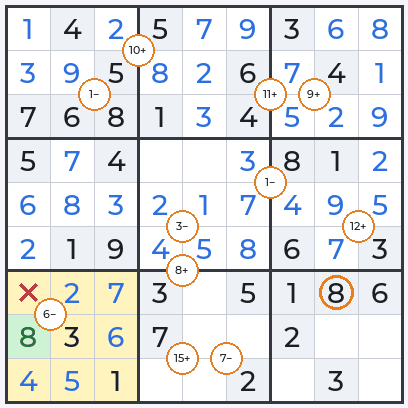 1 4 2 5 7 9 3 6 8
10+
3 9 5 8 2 6 7 4 1
1− 11+ 9+
7 6 8 1 3 4 5 2 9
5 7 4 3 8 1 2
1−
6 8 3 2 1 7 4 9 5
3− 12+
2 1 9 4 5 8 6 7 3
8+
× 2 7 3 5 1 8 6
6−
8 3 6 7 2
15+ 7−
4 5 1 2 3